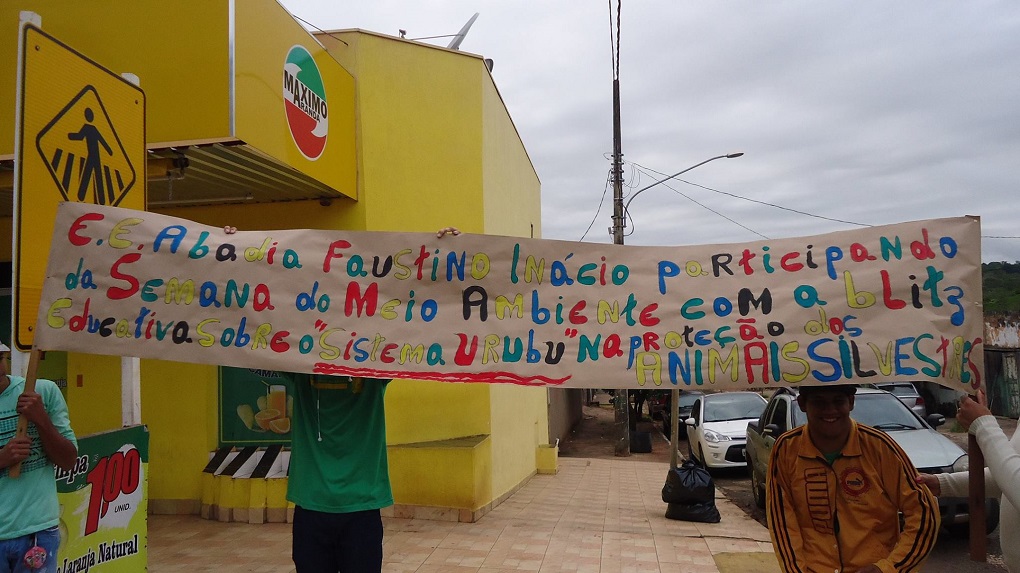 MAXIMO
E.E. Abadia Faustino Inácio participando
da Semana do Meio Ambiente com a blitz
Educativa sobre o "Sistema URubu" Na proteção dos
ANIMAIS SILVESTRES
1,00
UNID.
Laranja Natural